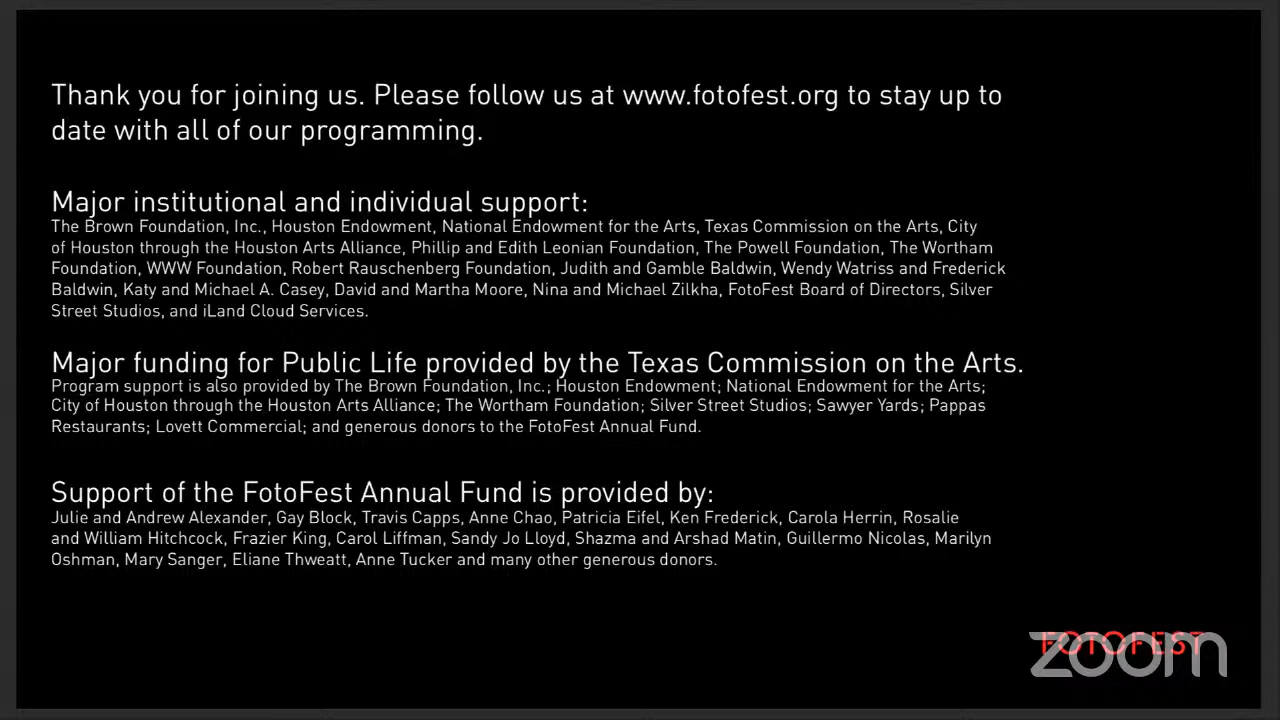 Thank you for joining us. Please follow us at www.fotofest.org to stay up to
date with all of our programming.
Major institutional and individual support:
The Brown Foundation, Inc., Houston Endowment, National Endowment for the Arts, Texas Commission on the Arts, City
of Houston through the Houston Arts Alliance, Phillip and Edith Leonian Foundation, The Powell Foundation, The Wortham
Foundation, WWW Foundation, Robert Rauschenberg Foundation, Judith and Gamble Baldwin, Wendy Watriss and Frederick
Baldwin, Katy and Michael A. Casey, David and Martha Moore, Nina and Michael Zilkha, FotoFest Board of Directors, Silver
Street Studios, and iLand Cloud Services.
Major funding for Public Life provided by the Texas Commission on the Arts.
Program support is also provided by The Brown Foundation, Inc.; Houston Endowment; National Endowment for the Arts;
City of Houston through the Houston Arts Alliance; The Wortham Foundation; Silver Street Studios; Sawyer Yards; Pappas
Restaurants; Lovett Commercial; and generous donors to the FotoFest Annual Fund.
Support of the FotoFest Annual Fund is provided by:
Julie and Andrew Alexander, Gay Block, Travis Capps, Anne Chao, Patricia Eifel, Ken Frederick, Carola Herrin, Rosalie
and William Hitchcock, Frazier King, Carol Liffman, Sandy Jo Lloyd, Shazma and Arshad Matin, Guillermo Nicolas, Marilyn
Oshman, Mary Sanger, Eliane Thweatt, Anne Tucker and many other generous donors.
FOTOFEST
zoom